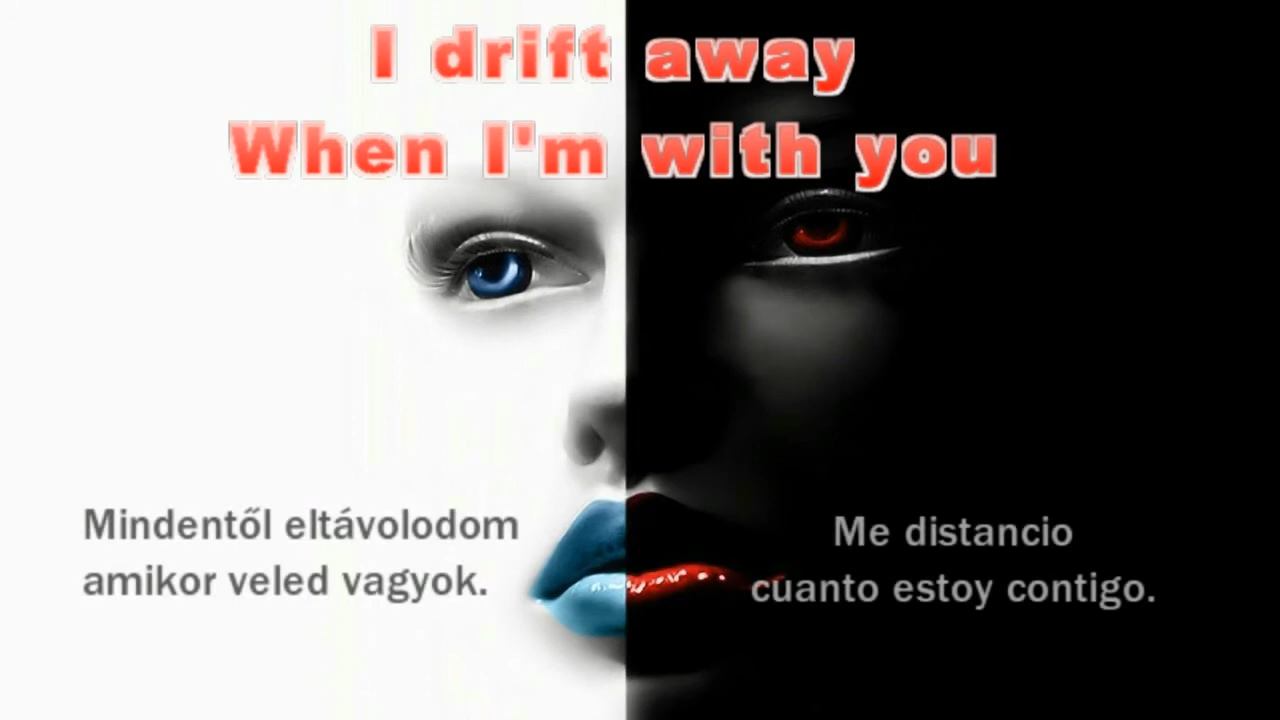 I drift away
When I'm with you
Mindentől eltávolodom
amikor veled vagyok.
Me distancio
cuanto estoy contigo.